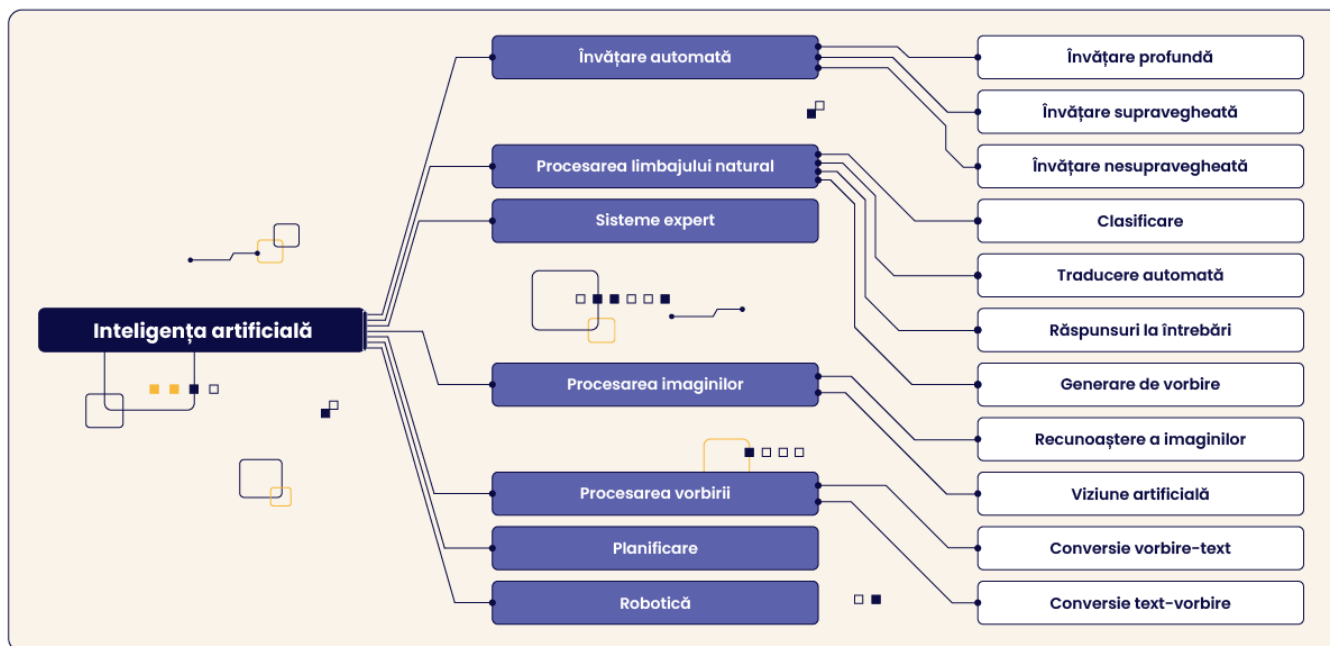 Inteligența artificială
Învățare automată
Procesarea limbajului natural
Sisteme expert
Procesarea imaginilor
Procesarea vorbirii
Planificare
Robotică
Învățare profundă
Învățare supravegheată
Învățare nesupravegheată
Clasificare
Traducere automată
Răspunsuri la întrebări
Generare de vorbire
Recunoaștere a imaginilor
Viziune artificială
Conversie vorbire-text
Conversie text-vorbire